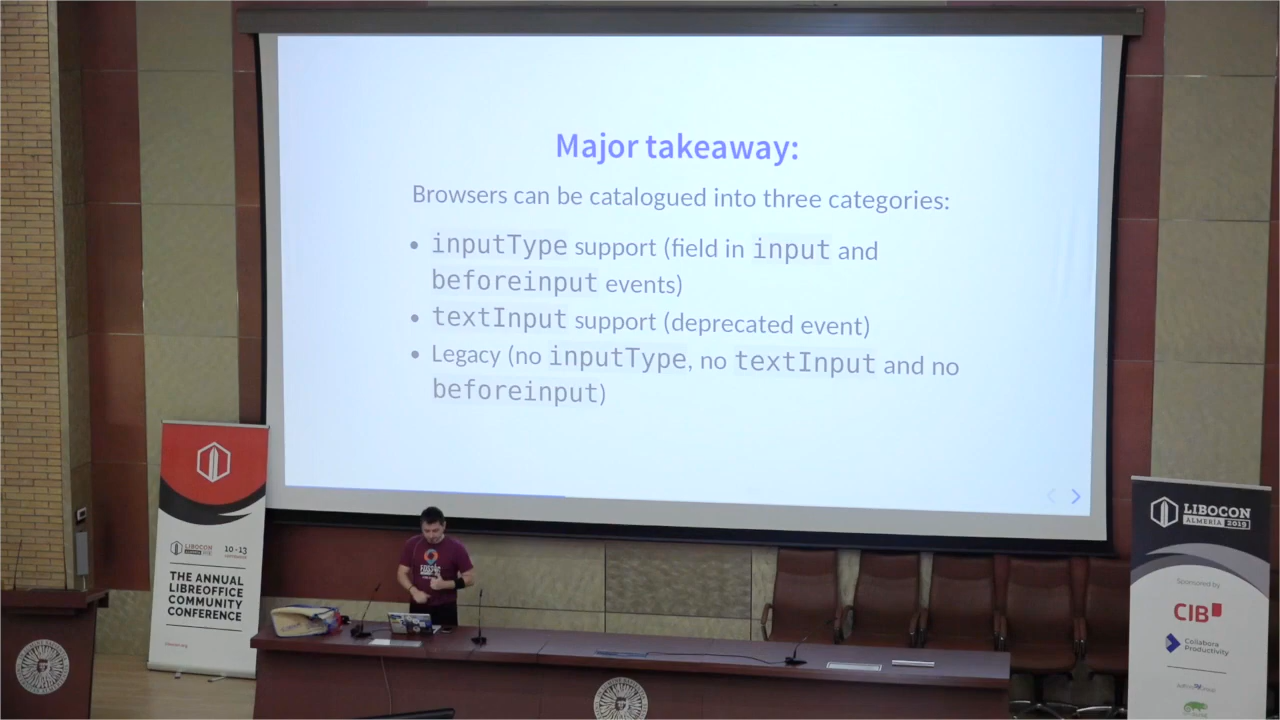 Major takeaway:
Browsers can be catalogued into three categories:
• inputType support (field in input and
beforeinput events)
• textInput support (deprecated event)
• Legacy (no inputType, no textInput and no
beforeinput)
LIBOCON
10-13
THE ANNUAL
LIBREOFFICE
COMMUNITY
CONFERENCE
LIBOCON
ALMERÍA 2019
Sponsored by
CIB
Collabora
Productivity